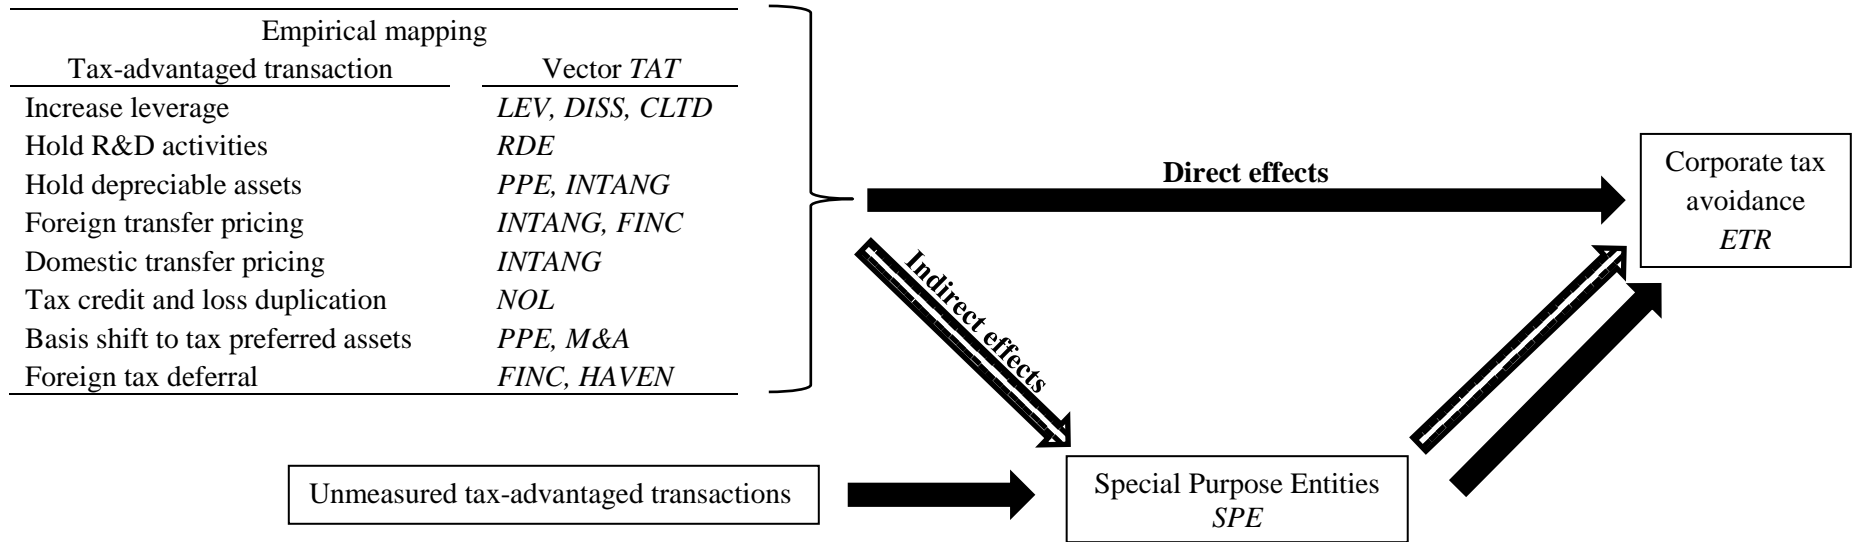 Empirical mapping
Tax-advantaged transaction Vector TAT
Increase leverage LEV, DISS, CLTD
Hold R&D activities RDE
Hold depreciable assets PPE, INTANG
Foreign transfer pricing INTANG, FINC
Domestic transfer pricing INTANG
Tax credit and loss duplication NOL
Basis shift to tax preferred assets PPE, M&A
Foreign tax deferral FINC, HAVEN
Direct effects
Indirect effects
Corporate tax
avoidance
ETR
Unmeasured tax-advantaged transactions
Special Purpose Entities
SPE